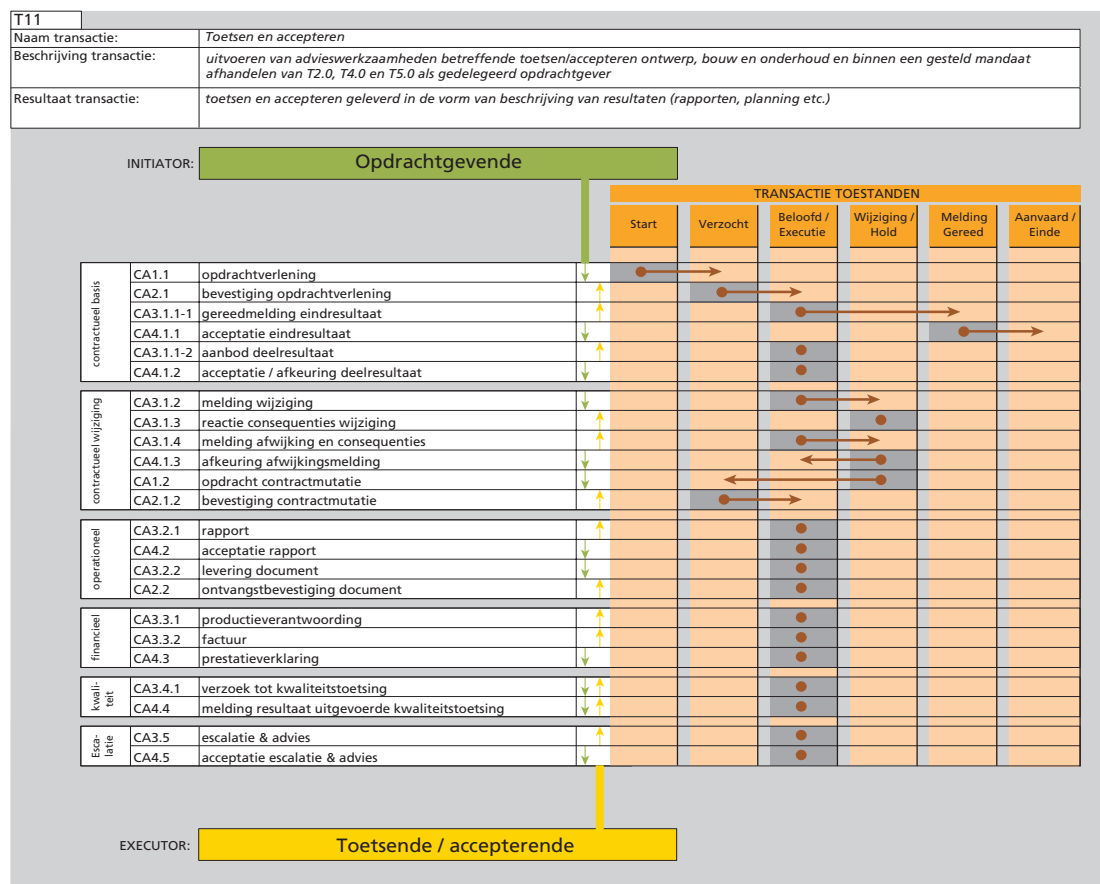 T11
Naam transactie: Toetsen en accepteren
Beschrijving transactie: uitvoeren van advieswerkzaamheden betreffende toetsen/accepteren ontwerp, bouw en onderhoud en binnen een gesteld mandaat
afhandelen van T2.0, T4.0 en T5.0 als gedelegeerd opdrachtgever
Resultaat transactie: toetsen en accepteren geleverd in de vorm van beschrijving van resultaten (rapporten, planning etc.)
INITIATOR: Opdrachtgevende
TRANSACTIE TOESTANDEN
Start
Verzocht
Beloofd /
Executie
Wijziging /
Hold
Melding
Gereed
Aanvaard /
Einde
contractueel basis
CA1.1 opdrachtverlening
CA2.1 bevestiging opdrachtverlening
CA3.1.1-1 gereedmelding eindresultaat
CA4.1.1 acceptatie eindresultaat
CA3.1.1-2 aanbod deelresultaat
CA4.1.2 acceptatie / afkeuring deelresultaat
contractueel wijziging
CA3.1.2 melding wijziging
CA3.1.3 reactie consequenties wijziging
CA3.1.4 melding afwijking en consequenties
CA4.1.3 afkeuring afwijkingsmelding
CA1.2 opdracht contractmutatie
CA2.1.2 bevestiging contractmutatie
operationeel
CA3.2.1 rapport
CA4.2 acceptatie rapport
CA3.2.2 levering document
CA2.2 ontvangstbevestiging document
financieel
CA3.3.1 productieverantwoording
CA3.3.2 factuur
CA4.3 prestatieverklaring
kwali-
teit
CA3.4.1 verzoek tot kwaliteitstoetsing
CA4.4 melding resultaat uitgevoerde kwaliteitstoetsing
Esca-
latie
CA3.5 escalatie & advies
CA4.5 acceptatie escalatie & advies
EXECUTOR: Toetsende / accepterende